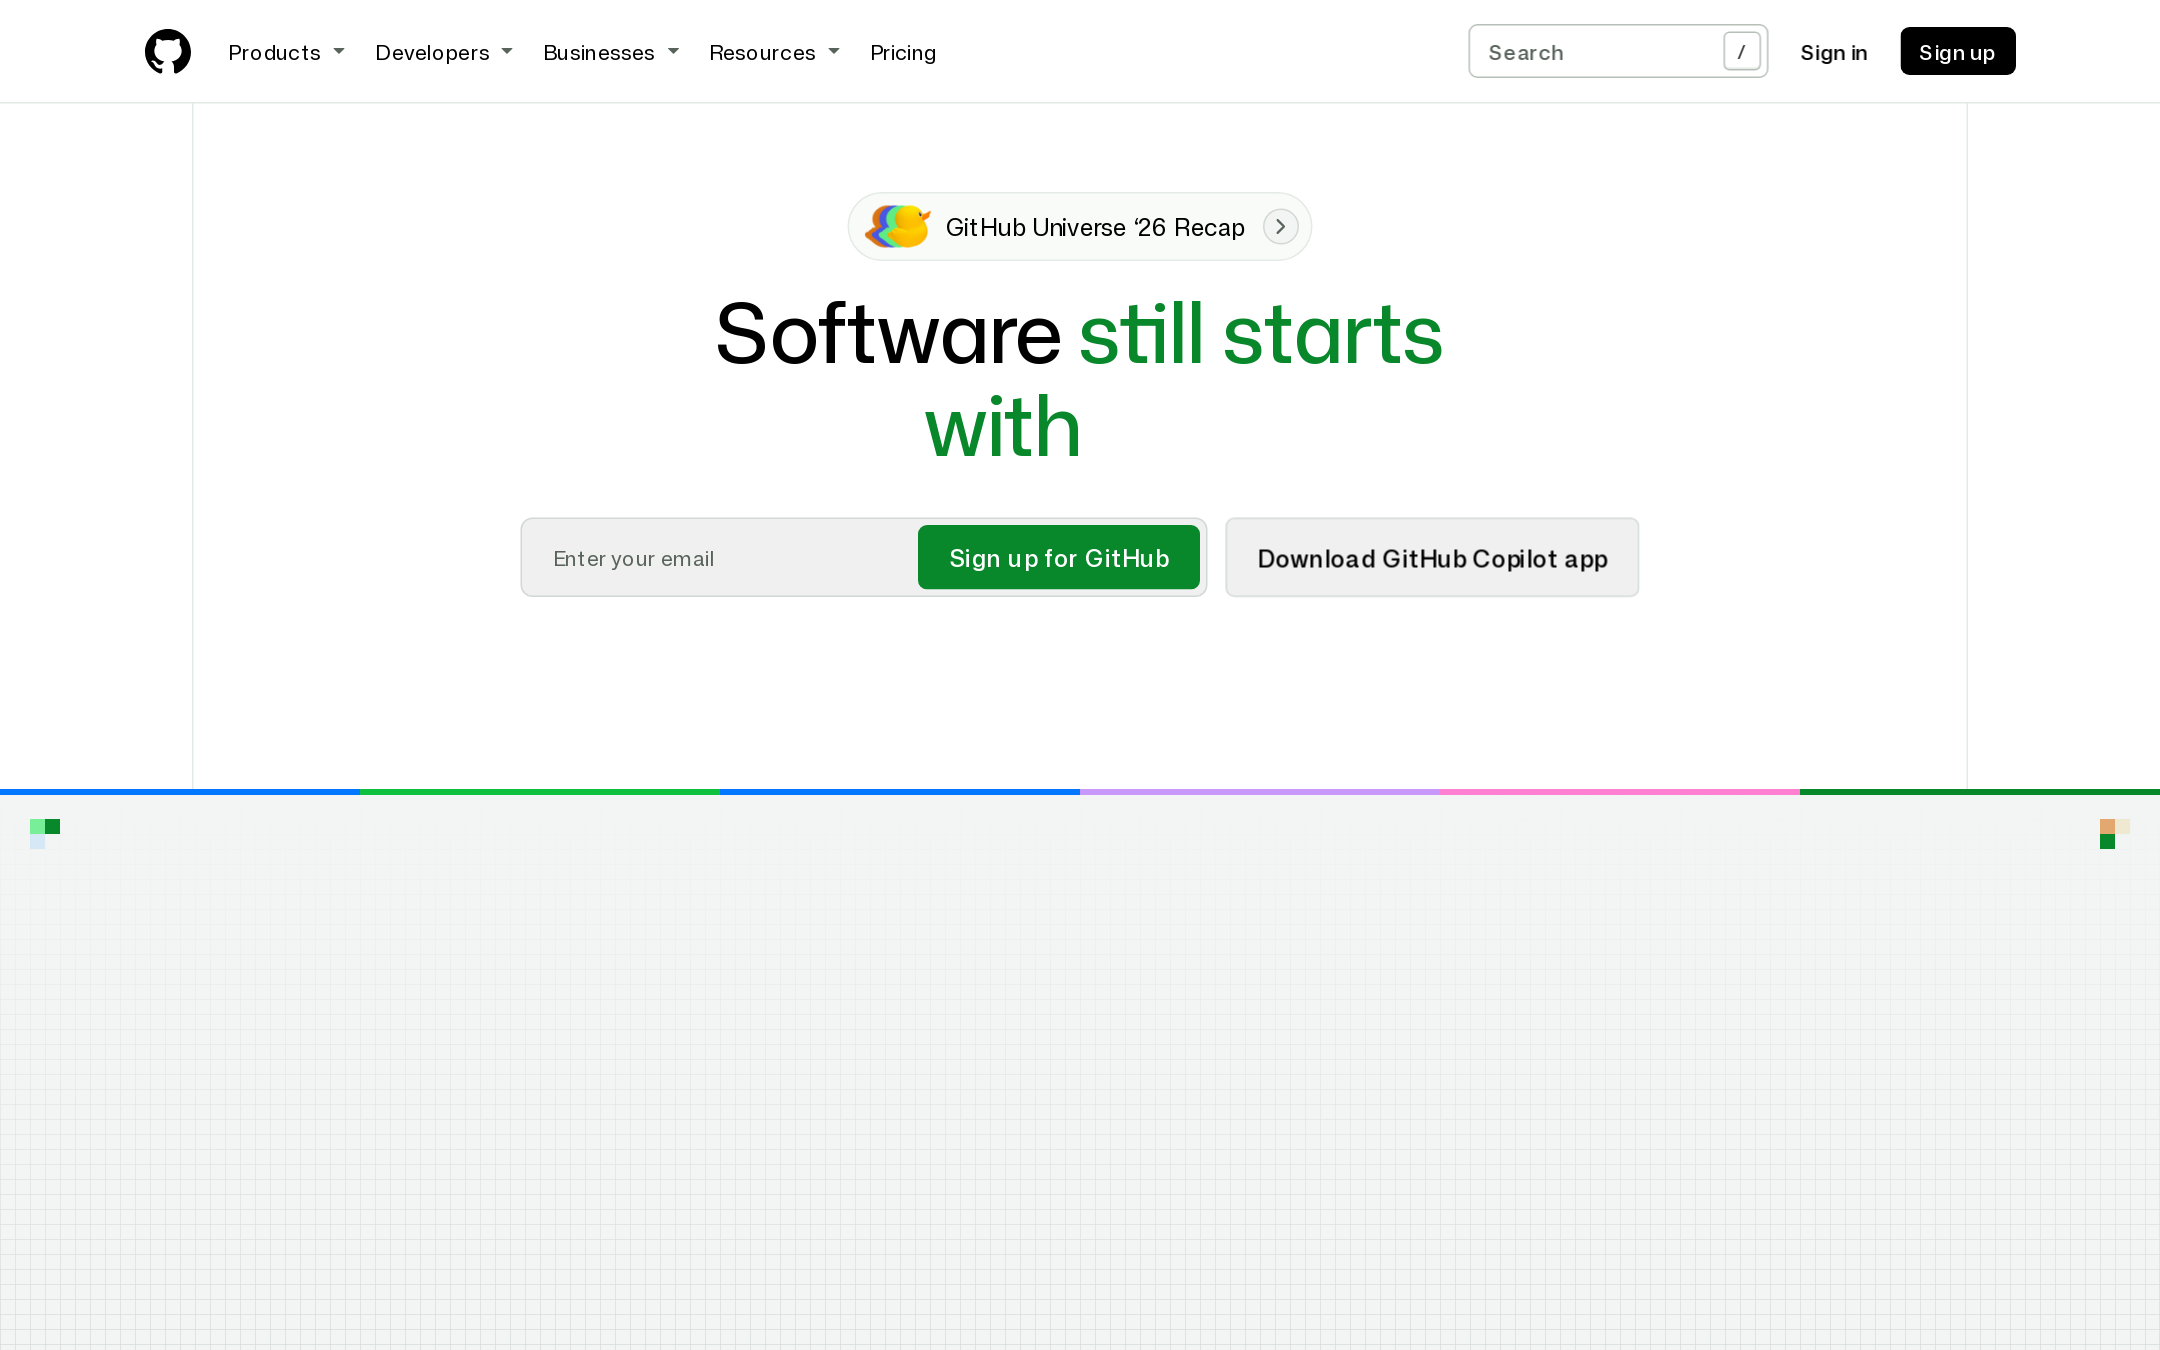 Products Developers Businesses Resources Pricing Search / Sign in Sign up
GitHub Universe ‘26 Recap
Software still starts
with
Enter your email Sign up for GitHub Download GitHub Copilot app